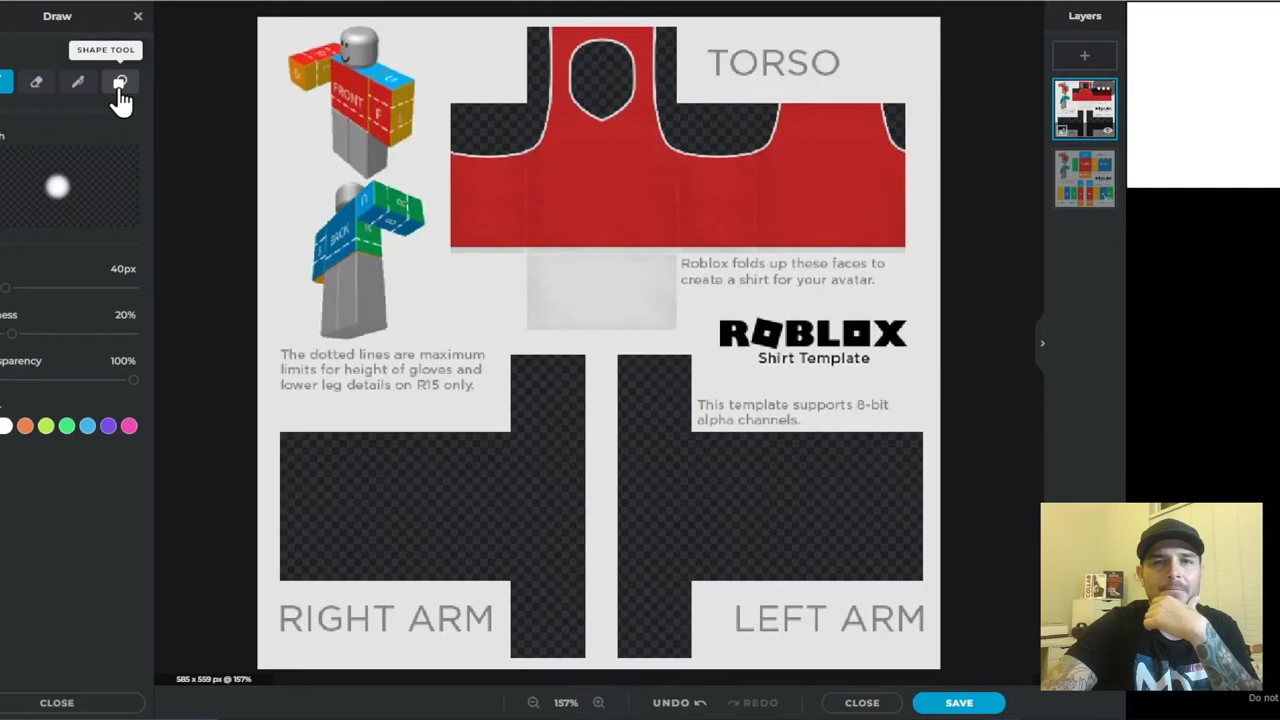 Draw
SHAPE TOOL
40px
20%
100%
CLOSE
585 x 559 px @ 157%
FRONT
F
TORSO
Roblox folds up these faces to
create a shirt for your avatar.
ROBLOX
Shirt Template
The dotted lines are maximum
limits for height of gloves and
lower leg details on R15 only.
This template supports 8-bit
alpha channels.
RIGHT ARM
LEFT ARM
157%
UNDO
REDO
CLOSE
SAVE
Layers
Do not